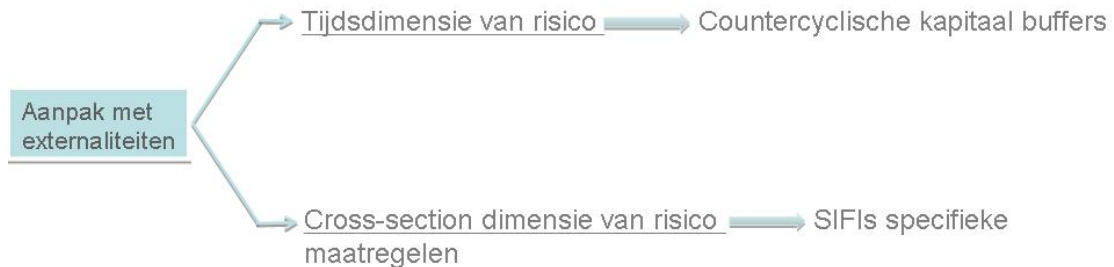 Tijdsdimensie van risico
Countercyclische kapitaal buffers
Aanpak met
externaliteiten
Cross-section dimensie van risico
SIFIs specifieke
maatregelen